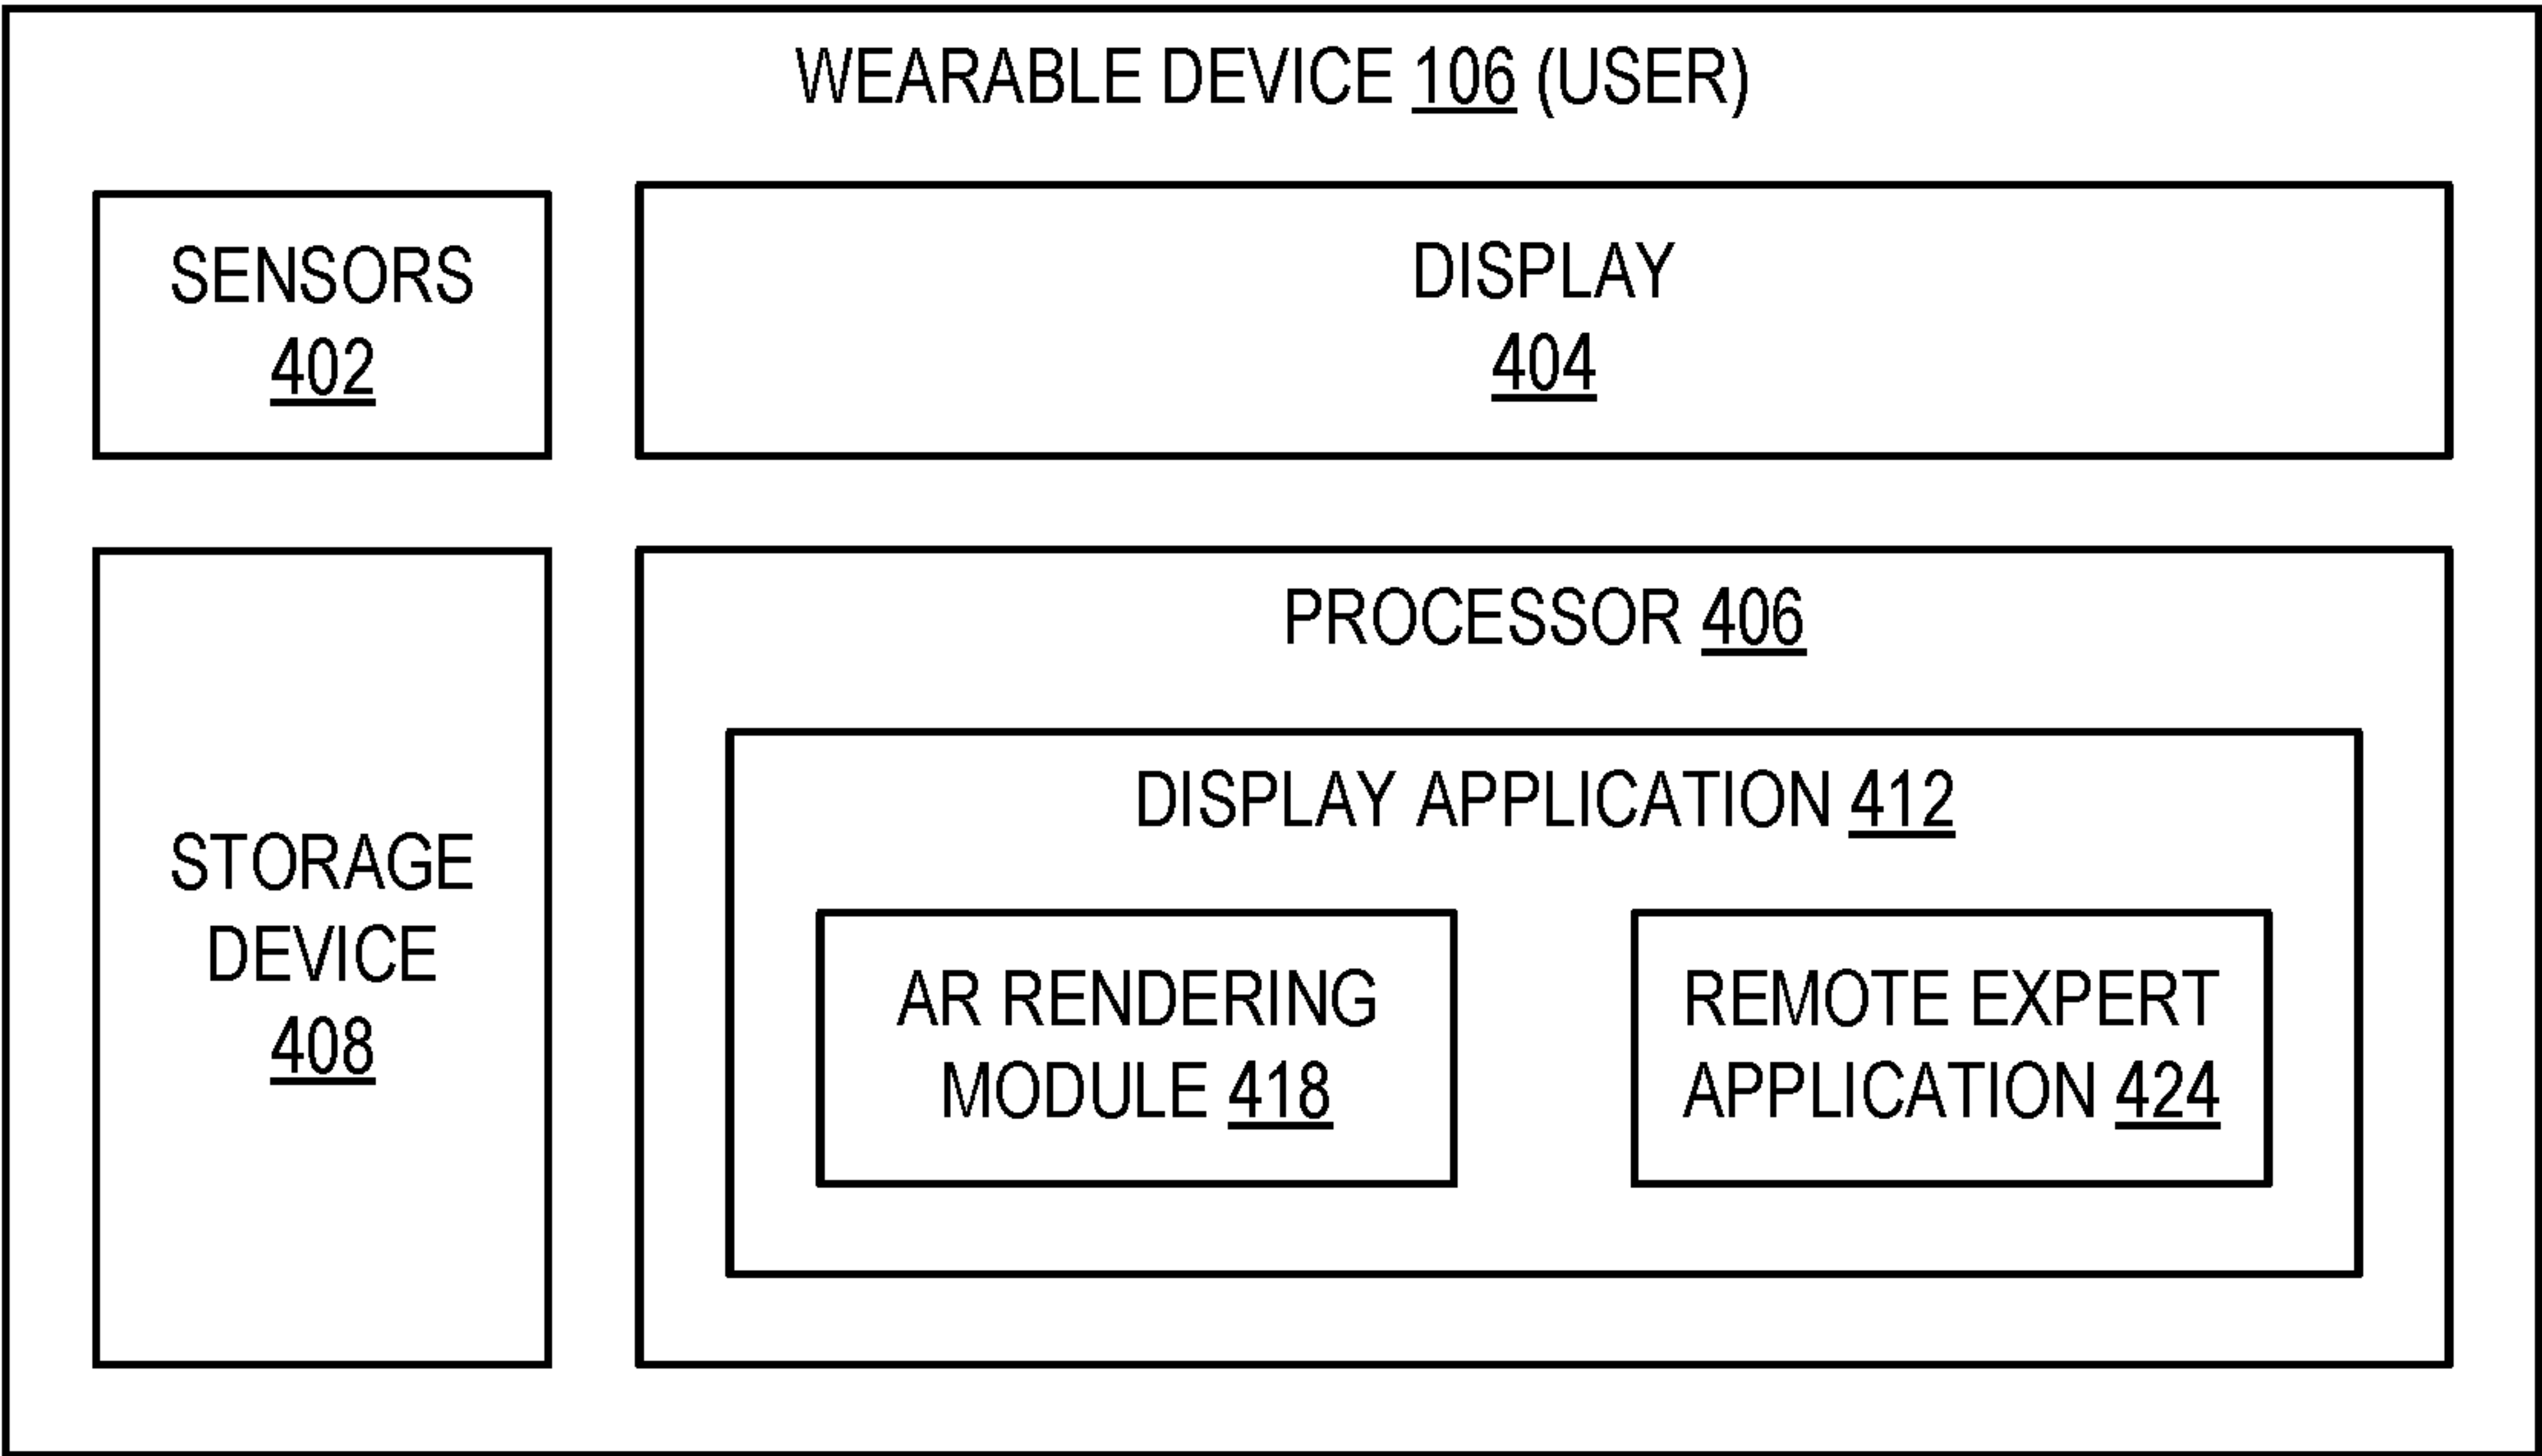 WEARABLE DEVICE 106 (USER)
SENSORS
402
DISPLAY
404
STORAGE
DEVICE
408
PROCESSOR 406
DISPLAY APPLICATION 412
AR RENDERING
MODULE 418
REMOTE EXPERT
APPLICATION 424